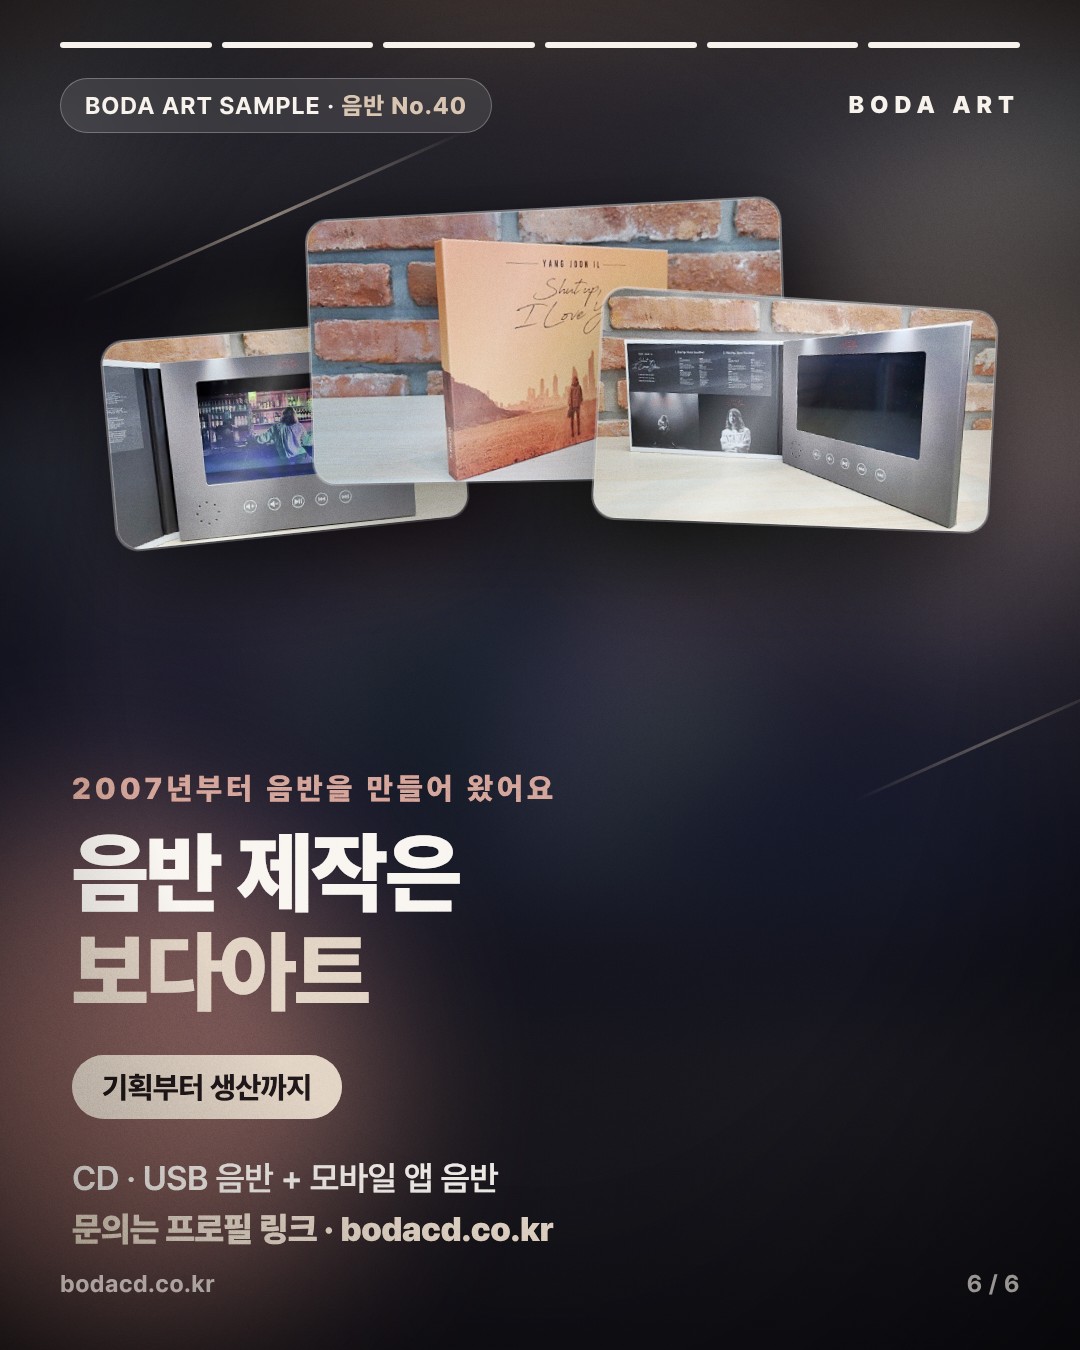 BODA ART SAMPLE · 음반 No.40
BODA ART
YANG JOON IL
Shut up,
I Love
2007년부터 음반을 만들어 왔어요
음반 제작은
보다아트
기획부터 생산까지
CD · USB 음반 + 모바일 앱 음반
문의는 프로필 링크 · bodacd.co.kr
bodacd.co.kr
6 / 6